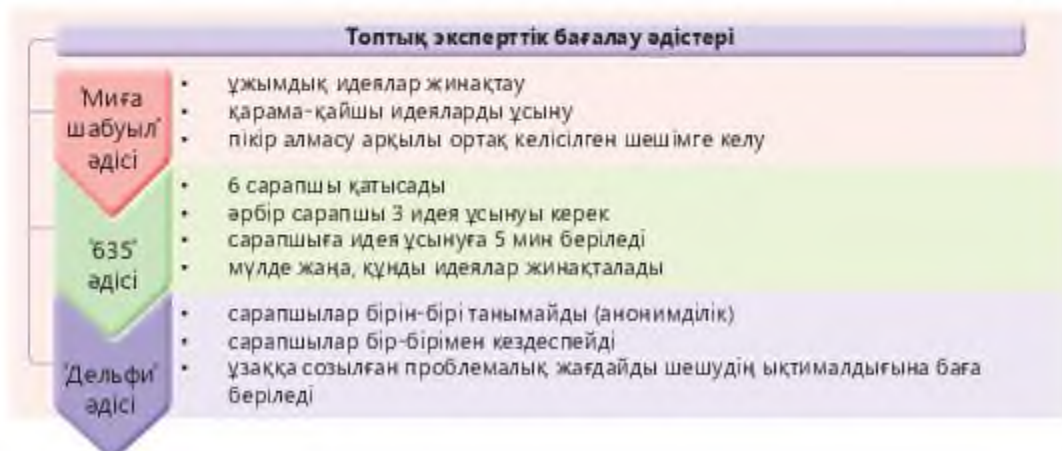 Топтық эксперттік бағалау әдістері
"Миға шабуыл" әдісі
• ұжымдық идеялар жинақтау
• қарама-қайшы идеяларды ұсыну
• пікір алмасу арқылы ортақ келісілген шешімге келу
"635" әдісі
• 6 сарапшы қатысады
• әрбір сарапшы 3 идея ұсынуы керек
• сарапшыға идея ұсынуға 5 мин беріледі
• мүлде жаңа, құнды идеялар жинақталады
"Дельфи" әдісі
• сарапшылар бірін-бірі танымайды (анонимділік)
• сарапшылар бір-бірімен кездеспейді
• ұзаққа созылған проблемалық жағдайды шешудің ықтималдығына баға
беріледі